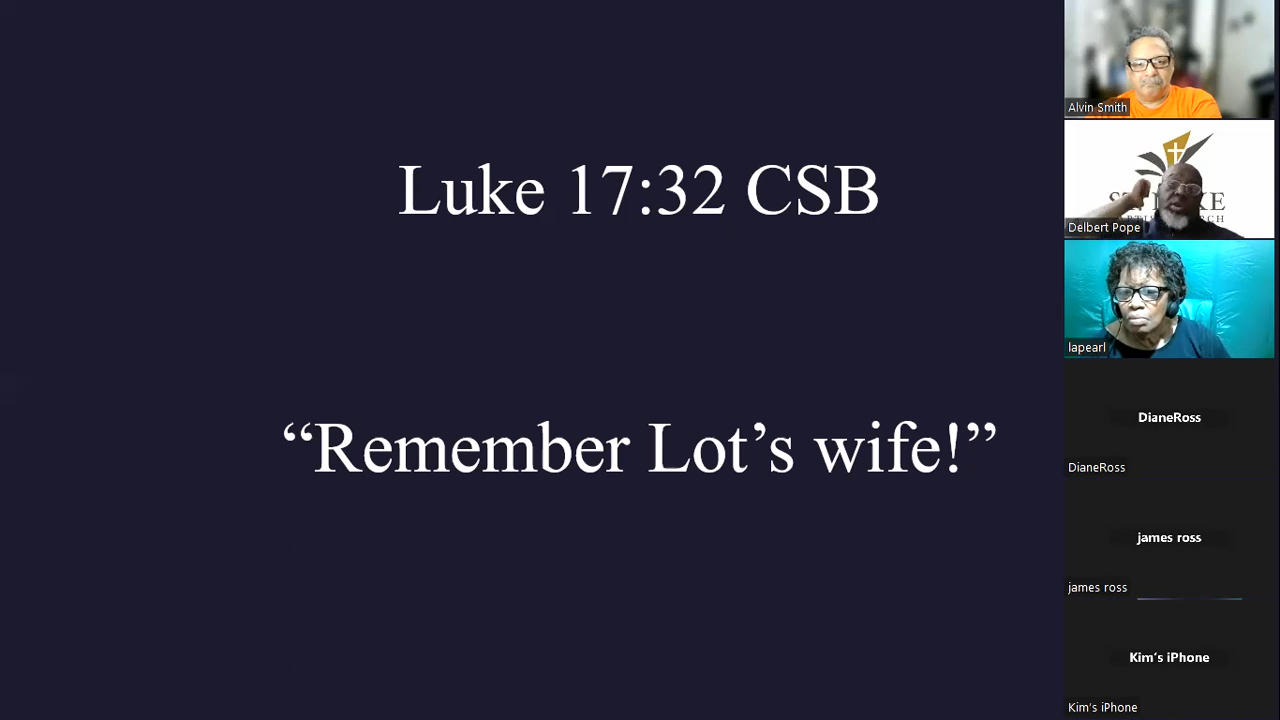 Luke 17:32 CSB
“Remember Lot’s wife!”
Alvin Smith
Delbert Pope
lapearl
DianeRoss
DianeRoss
james ross
james ross
Kim’s iPhone
Kim's iPhone